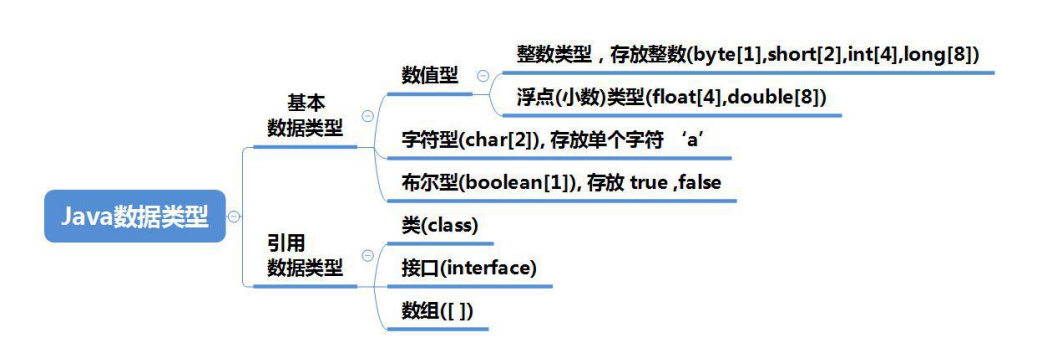 Java数据类型
基本
数据类型
数值型
整数类型，存放整数(byte[1],short[2],int[4],long[8])
浮点(小数)类型(float[4],double[8])
字符型(char[2]), 存放单个字符 ‘a’
布尔型(boolean[1]), 存放 true ,false
引用
数据类型
类(class)
接口(interface)
数组([ ])